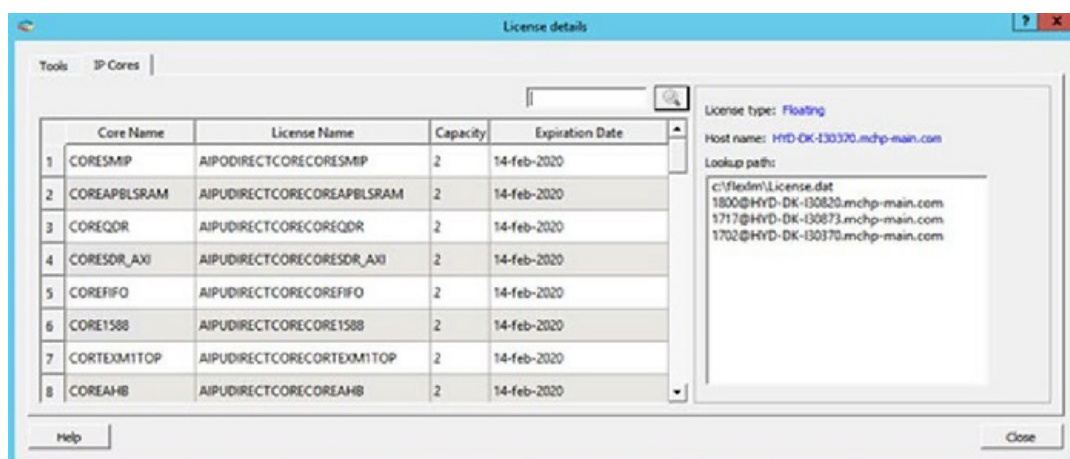 License details
? x
Tools IP Cores
Core Name License Name Capacity Expiration Date
1 CORESMIP AIPODIRECTCORECORESMIP 2 14-feb-2020
2 COREAPBLSRAM AIPUDIRECTCORECOREAPBLSRAM 2 14-feb-2020
3 COREQDR AIPUDIRECTCORECOREQDR 2 14-feb-2020
4 CORESDR_AXI AIPUDIRECTCORECORESDR_AXI 2 14-feb-2020
5 COREFIFO AIPUDIRECTCORECOREFIFO 2 14-feb-2020
6 CORE1588 AIPUDIRECTCORECORE1588 2 14-feb-2020
7 CORTEXM1TOP AIPUDIRECTCORECORTEXM1TOP 2 14-feb-2020
8 COREAHB AIPUDIRECTCORECOREAHB 2 14-feb-2020
License type: Floating
Host name: HYD-DK-I30370.mchp-main.com
Lookup path:
c:\flexlm\License.dat
1800@HYD-DK-I30820.mchp-main.com
1717@HYD-DK-I30873.mchp-main.com
1702@HYD-DK-I30370.mchp-main.com
Help Close